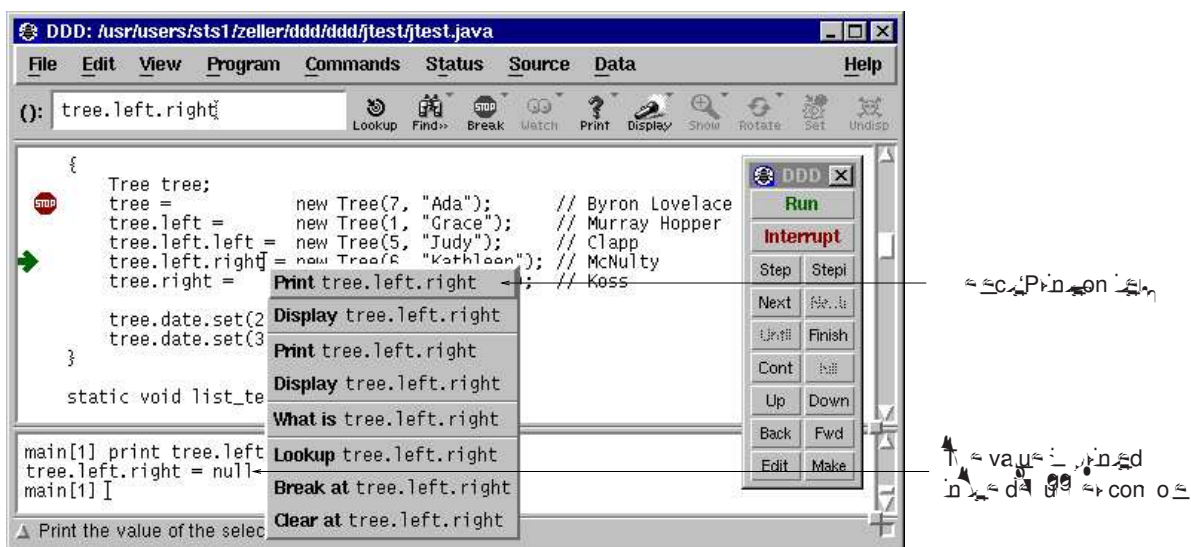 DDD: /usr/users/sts1/zeller/ddd/ddd/jtest/jtest.java
File Edit View Program Commands Status Source Data Help
(): tree.left.right
Lookup Find>> Break Watch Print Display Show Rotate Set Undisp
{
Tree tree;
tree = new Tree(7, "Ada"); // Byron Lovelace
tree.left = new Tree(1, "Grace"); // Murray Hopper
tree.left.left = new Tree(5, "Judy"); // Clapp
tree.left.right = new Tree(6, "Kathleen"); // McNulty
tree.right = ; // Koss
tree.date.set(2
tree.date.set(3
}
static void list_te
STOP
Print tree.left.right
Display tree.left.right
Print tree.left.right
Display tree.left.right
What is tree.left.right
Lookup tree.left.right
Break at tree.left.right
Clear at tree.left.right
DDD
Run
Interrupt
Step Stepi
Next
Until Finish
Cont Kill
Up Down
Back Fwd
Edit Make
main[1] print tree.left
tree.left.right = null
main[1]
Print the value of the selec